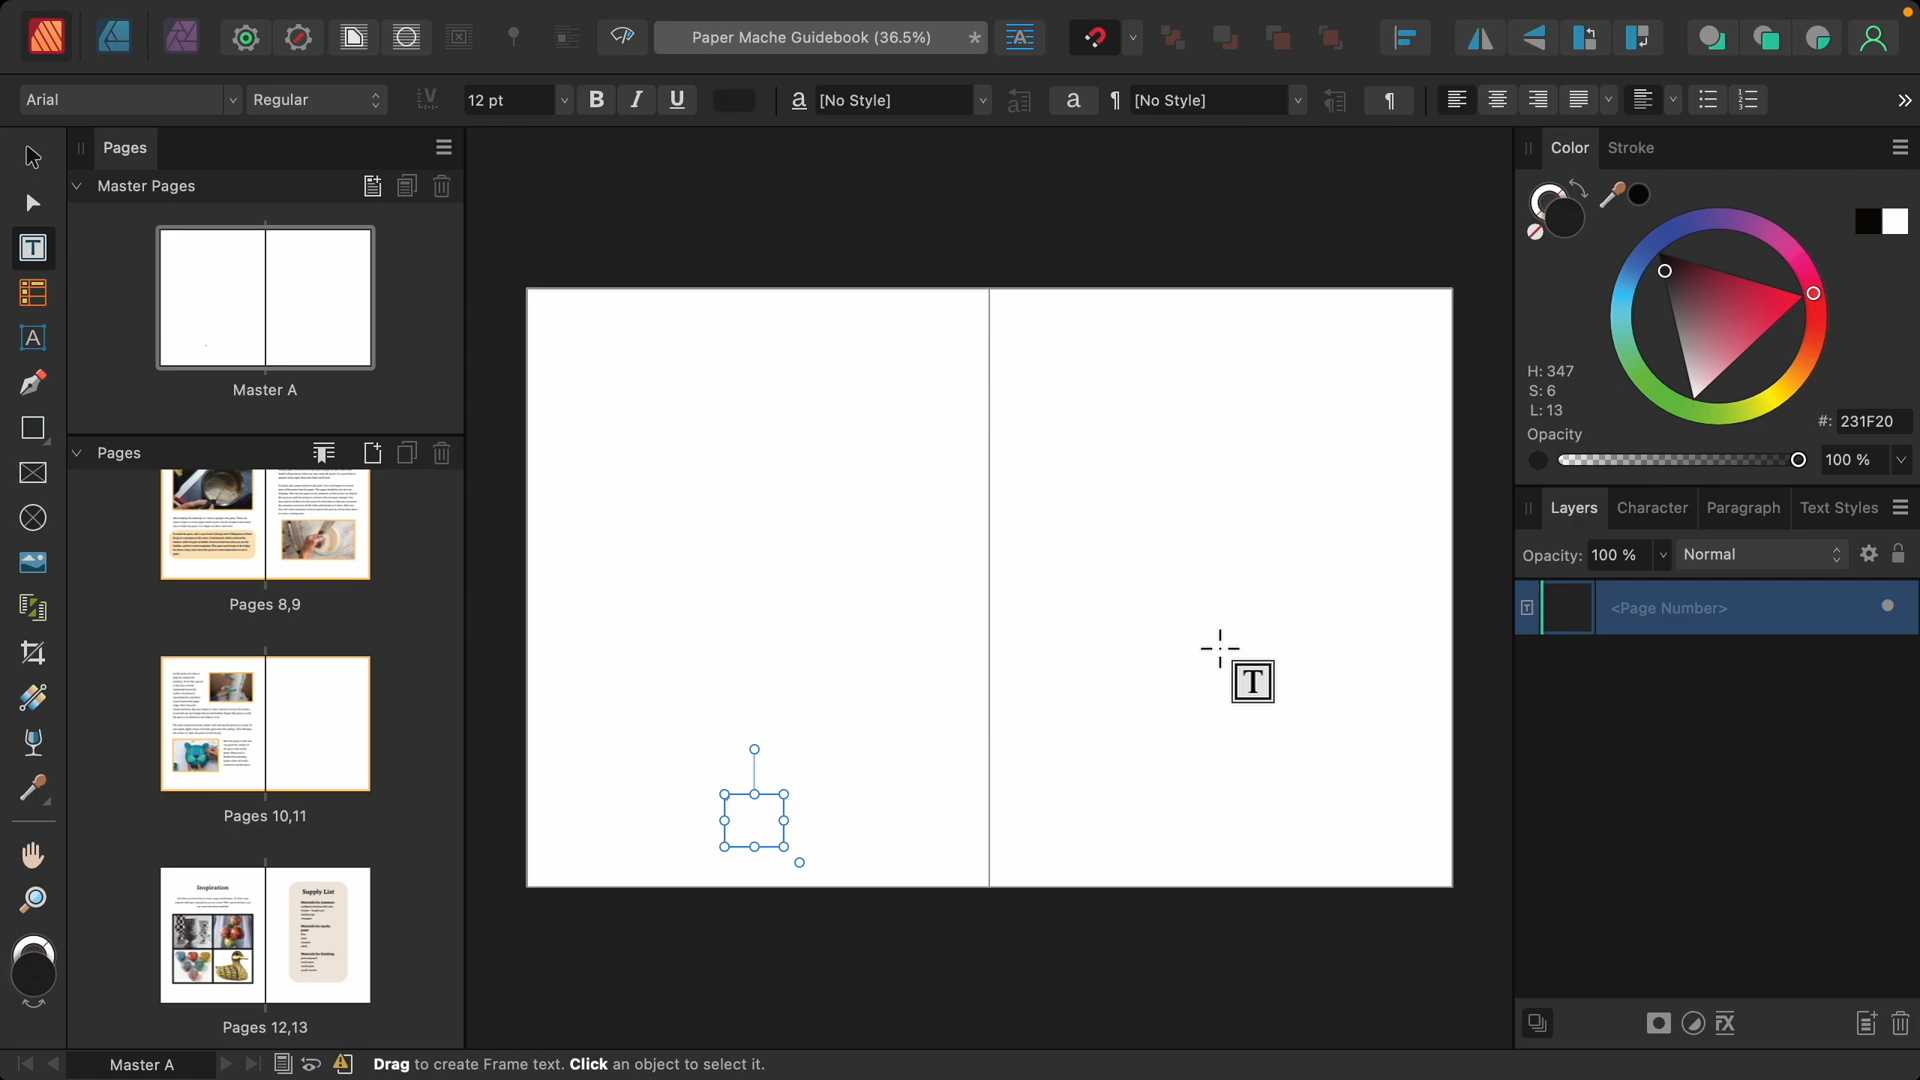 Paper Mache Guidebook (36.5%) *
Arial
Regular
12 pt
B I U
a [No Style]
a
¶ [No Style]
¶
Pages
Master Pages
Master A
Pages
Pages 8,9
Pages 10,11
Inspiration
Supply List
Pages 12,13
T
Color Stroke
H: 347
S: 6
L: 13
#: 231F20
Opacity
100 %
Layers Character Paragraph Text Styles
Opacity: 100 % Normal
<Page Number>
Master A
Drag to create Frame text. Click an object to select it.